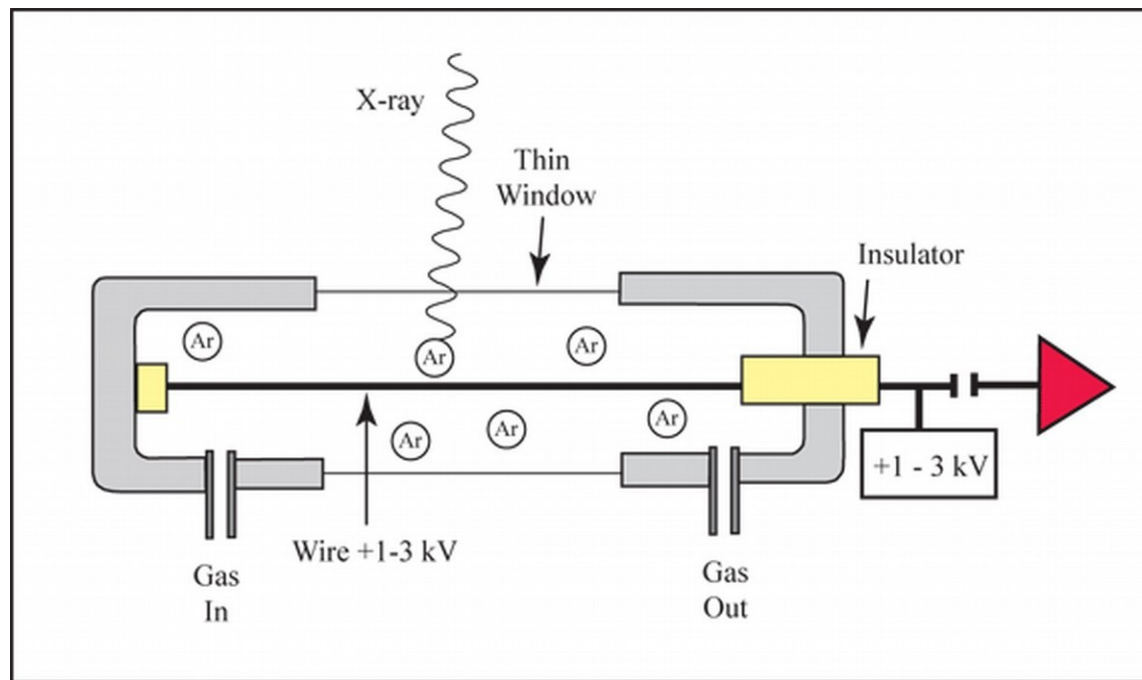 X-ray
Thin
Window
Insulator
Ar
Ar
Ar
Ar
Ar
Ar
+1 - 3 kV
Wire +1-3 kV
Gas
In
Gas
Out